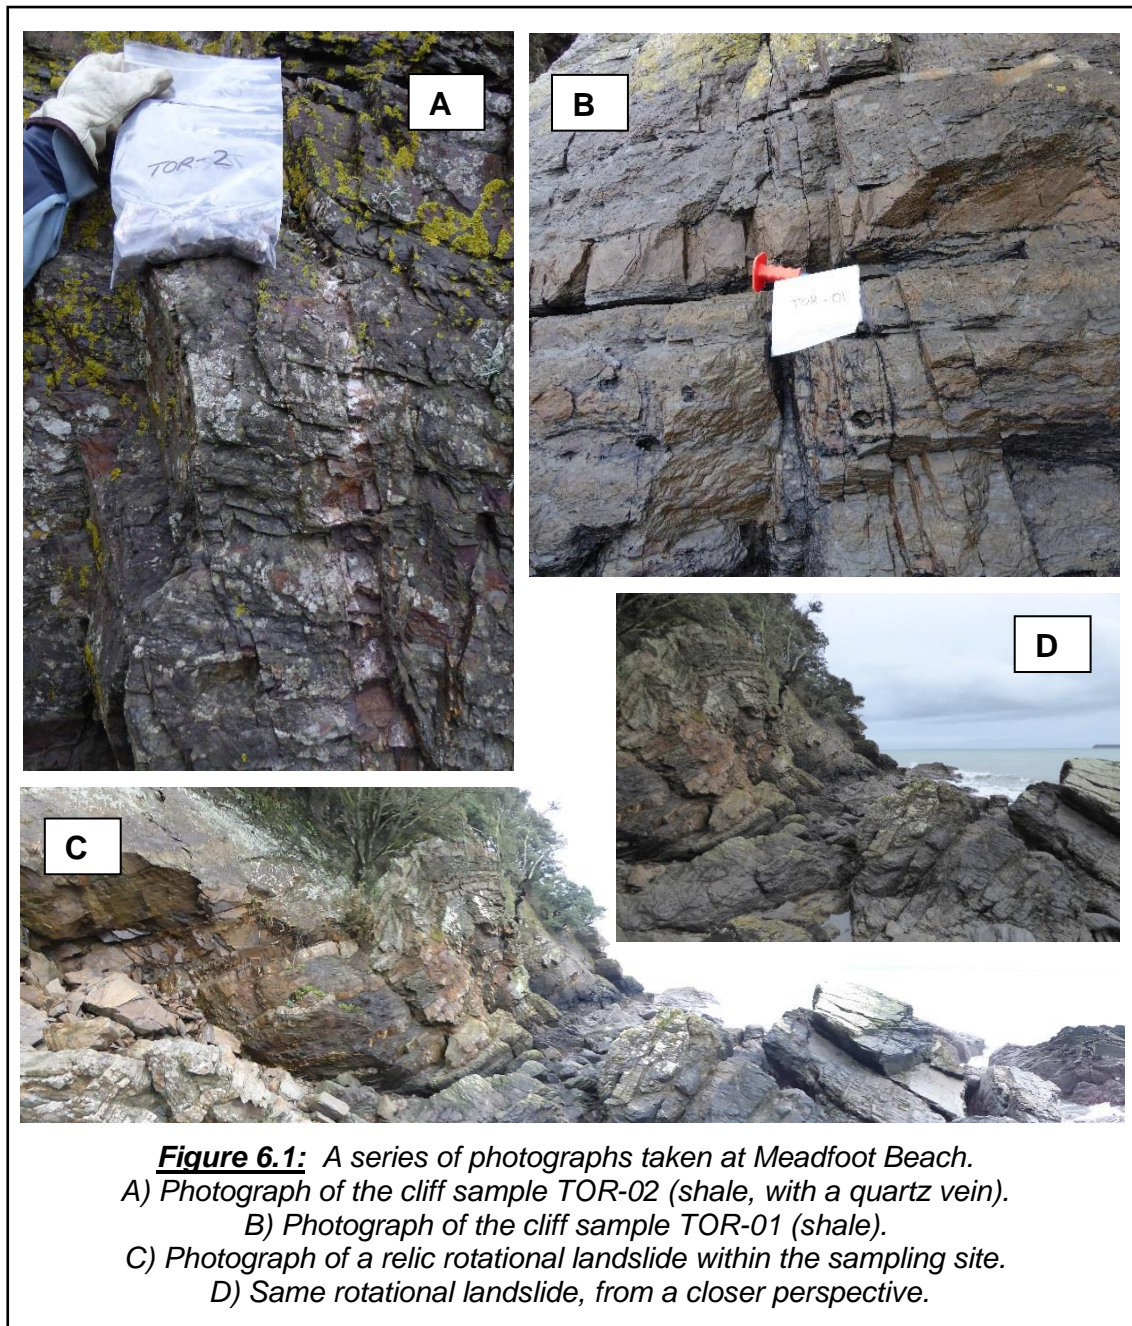 A
B
TOR-2
TOR-01
D
C
Figure 6.1: A series of photographs taken at Meadfoot Beach.
A) Photograph of the cliff sample TOR-02 (shale, with a quartz vein).
B) Photograph of the cliff sample TOR-01 (shale).
C) Photograph of a relic rotational landslide within the sampling site.
D) Same rotational landslide, from a closer perspective.